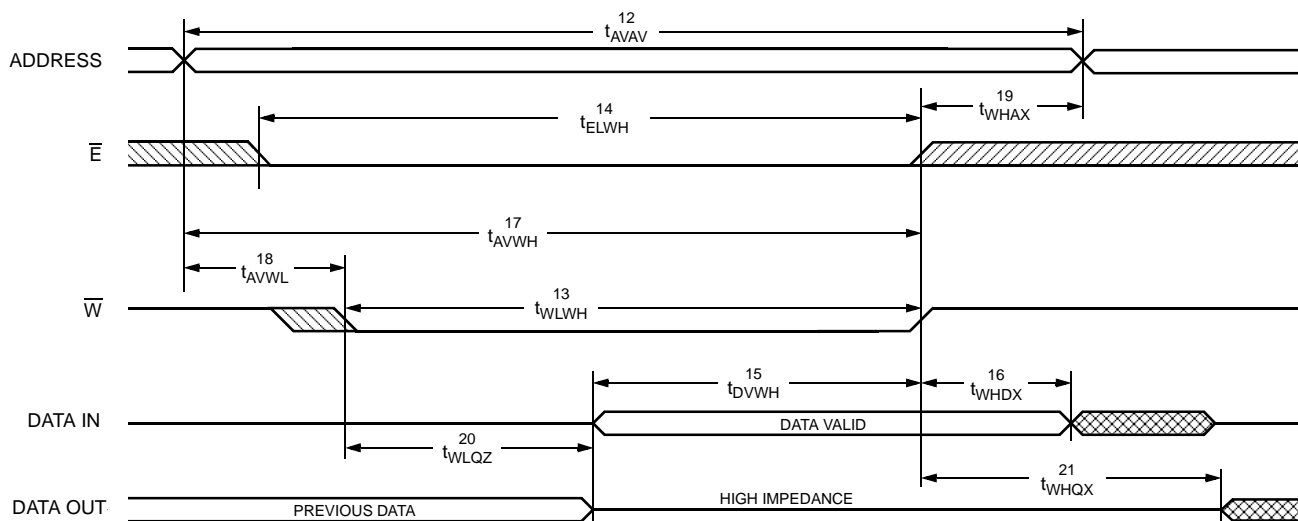 12
tAVAV
ADDRESS
14
tELWH
19
tWHAX
E
17
tAVWH
18
tAVWL
W
13
tWLWH
15
tDVWH
16
tWHDX
DATA IN
DATA VALID
20
tWLQZ
21
tWHQX
DATA OUT
PREVIOUS DATA
HIGH IMPEDANCE